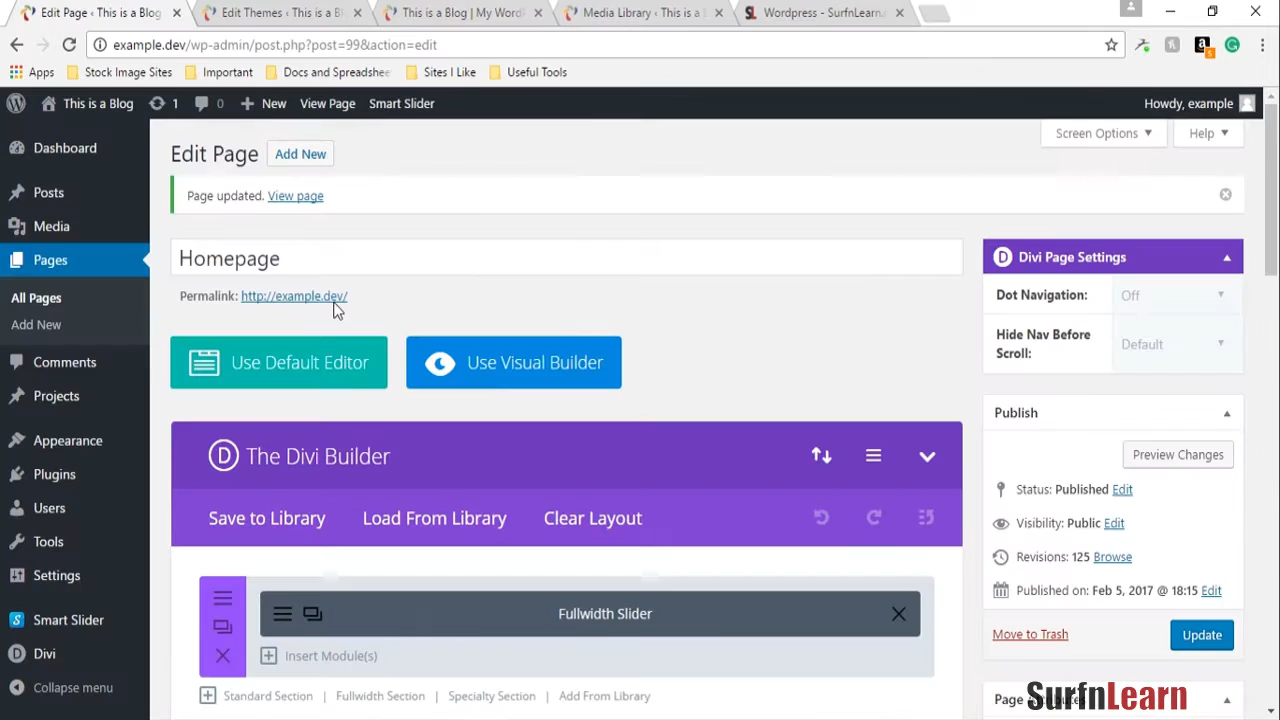 Edit Page ‹ This is a Blog
Edit Themes ‹ This is a B
This is a Blog | My WordP
Media Library ‹ This is a B
Wordpress - SurfnLearn.
example.dev/wp-admin/post.php?post=99&action=edit
Apps
Stock Image Sites
Important
Docs and Spreadshee
Sites I Like
Useful Tools
This is a Blog
1
0
New
View Page
Smart Slider
Howdy, example
Dashboard
Posts
Media
Pages
All Pages
Add New
Comments
Projects
Appearance
Plugins
Users
Tools
Settings
Smart Slider
Divi
Collapse menu
Screen Options
Help
Edit Page
Add New
Page updated. View page
Homepage
Permalink: http://example.dev/
Use Default Editor
Use Visual Builder
The Divi Builder
Save to Library
Load From Library
Clear Layout
Fullwidth Slider
Insert Module(s)
Standard Section | Fullwidth Section | Specialty Section | Add From Library
Divi Page Settings
Dot Navigation:
Off
Hide Nav Before
Scroll:
Default
Publish
Preview Changes
Status: Published Edit
Visibility: Public Edit
Revisions: 125 Browse
Published on: Feb 5, 2017 @ 18:15 Edit
Move to Trash
Update
Page
SurfnLearn